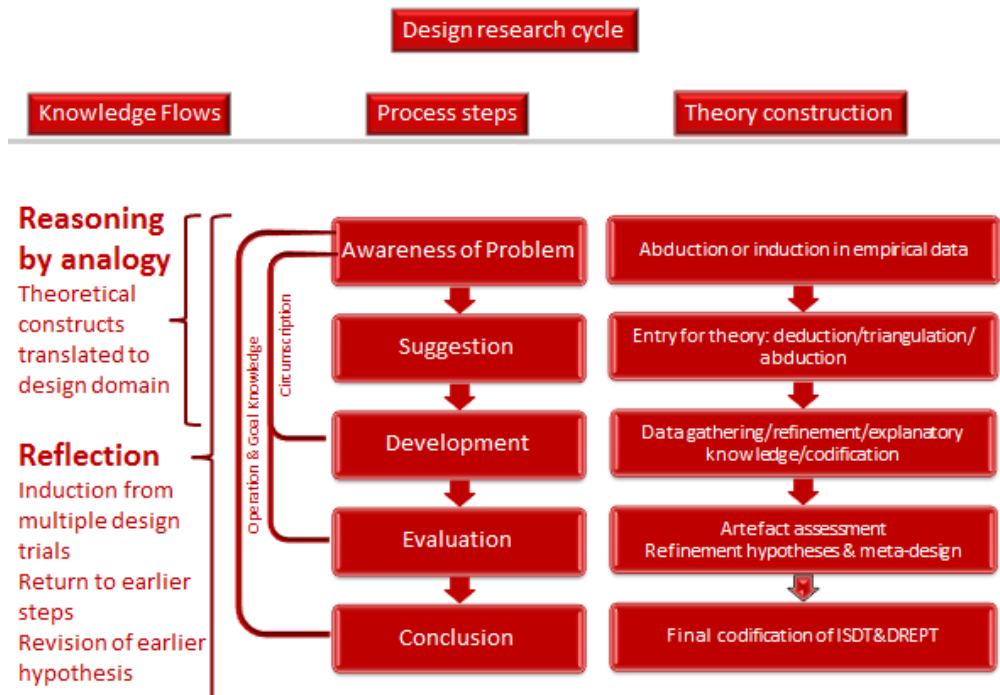 Design research cycle
Knowledge Flows
Process steps
Theory construction
Reasoning
by analogy
Theoretical
constructs
translated to
design domain
Reflection
Induction from
multiple design
trials
Return to earlier
steps
Revision of earlier
hypothesis
Operation & Goal Knowledge
Circumscription
Awareness of Problem
Suggestion
Development
Evaluation
Conclusion
Abduction or induction in empirical data
Entry for theory: deduction/triangulation/
abduction
Data gathering/refinement/explanatory
knowledge/codification
Artefact assessment
Refinement hypotheses & meta-design
Final codification of ISDT&DREPT